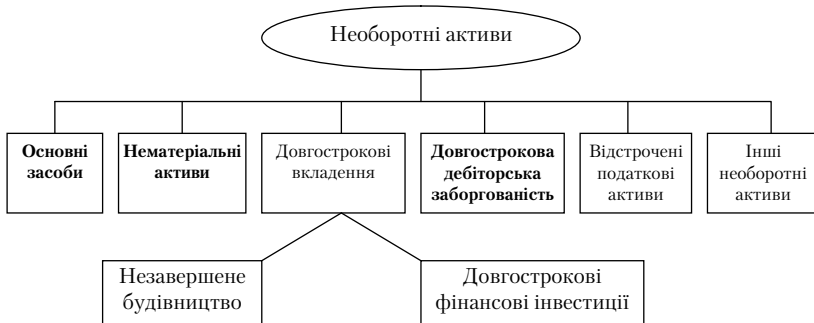 Необоротні активи
Основні
засоби
Нематеріальні
активи
Довгострокові
вкладення
Довгострокова
дебіторська
заборгованість
Відстрочені
податкові
активи
Інші
необоротні
активи
Незавершене
будівництво
Довгострокові
фінансові інвестиції